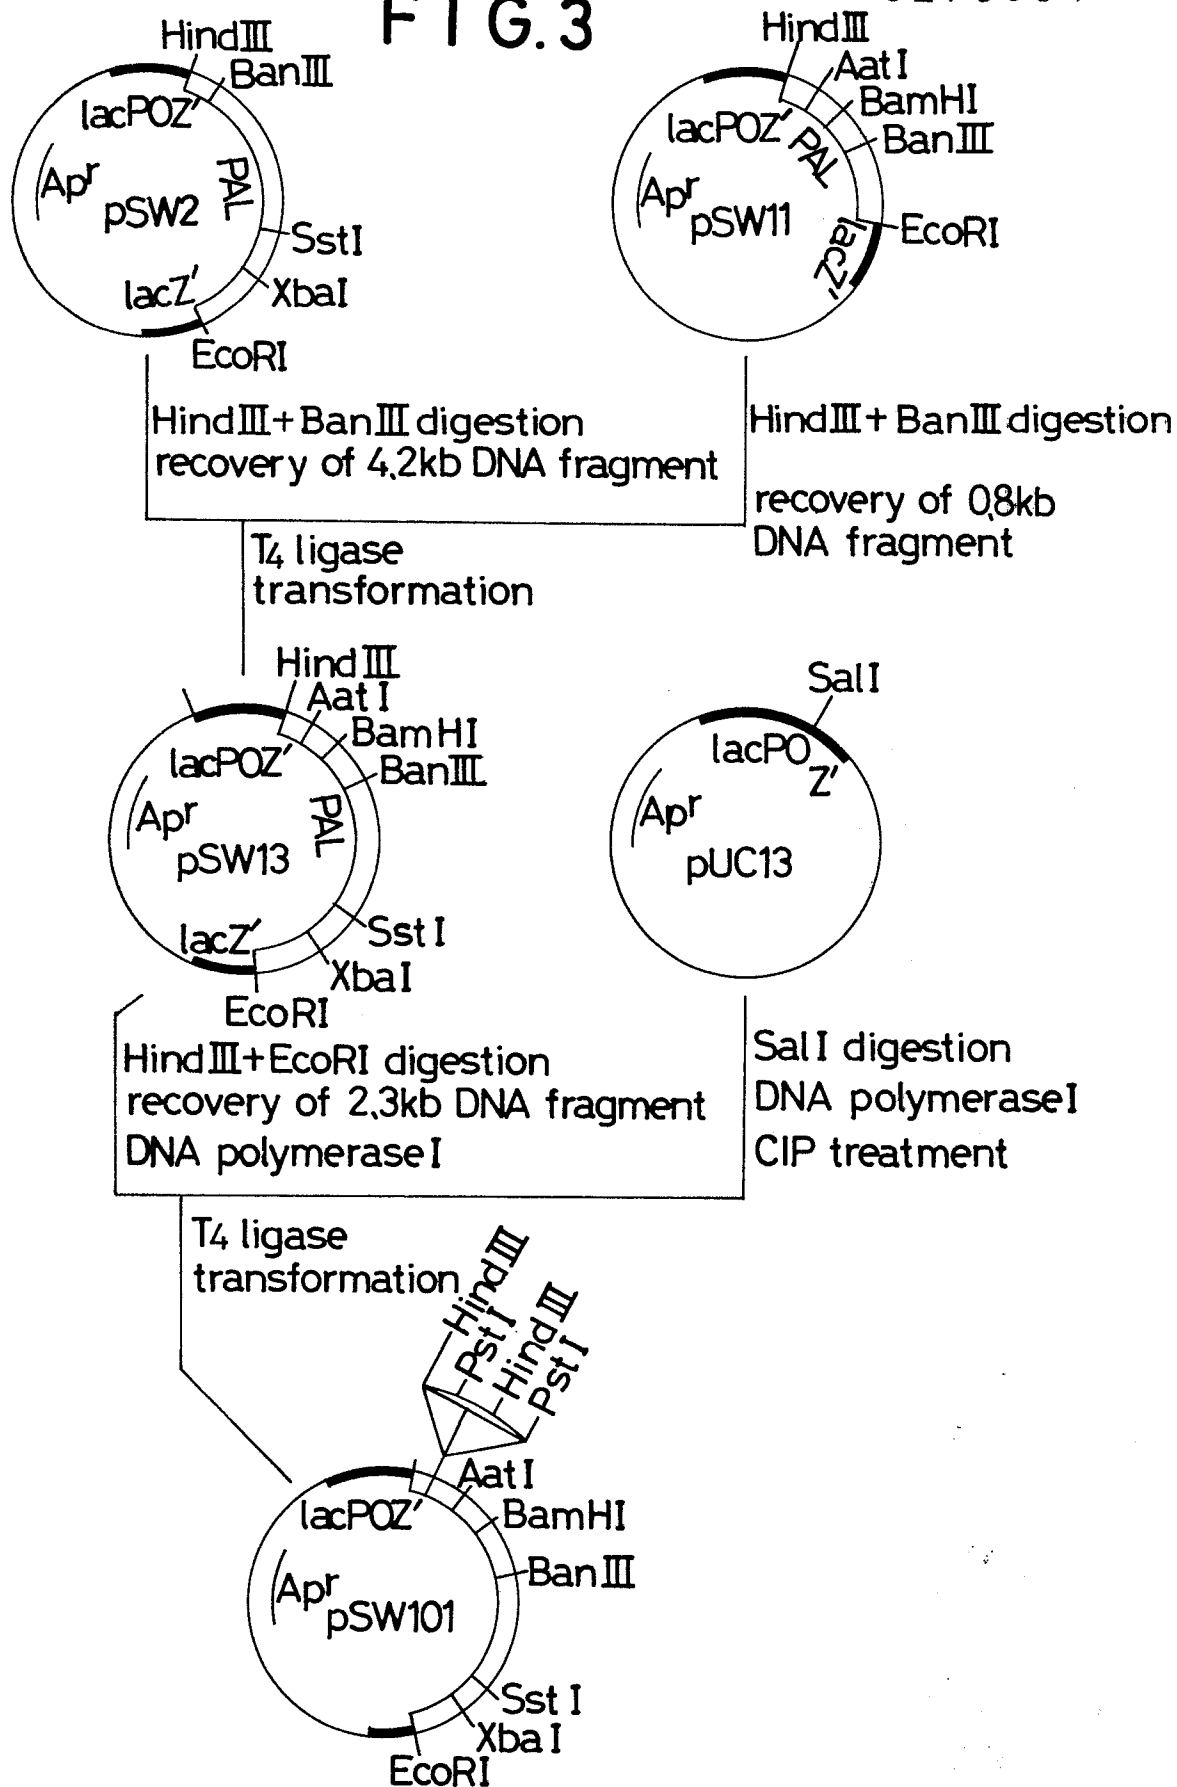 FIG.3
HindIII
BanIII
lacPOZ'
Apr
PAL
pSW2
SstI
lacZ'
XbaI
EcoRI
HindIII
AatI
BamHI
BanIII
lacPOZ'
PAL
Apr
pSW11
EcoRI
lacZ'
HindIII+BanIII digestion
recovery of 4.2kb DNA fragment
HindIII+BanIII digestion
recovery of 0.8kb
DNA fragment
T4 ligase
transformation
HindIII
AatI
BamHI
BanIII
lacPOZ'
Apr
PAL
pSW13
lacZ'
SstI
XbaI
EcoRI
SalI
lacPO
Z'
Apr
pUC13
HindIII+EcoRI digestion
recovery of 2.3kb DNA fragment
DNA polymeraseI
SalI digestion
DNA polymeraseI
CIP treatment
T4 ligase
transformation
HindIII
PstI
HindIII
PstI
AatI
lacPOZ'
BamHI
BanIII
Apr
pSW101
SstI
XbaI
EcoRI